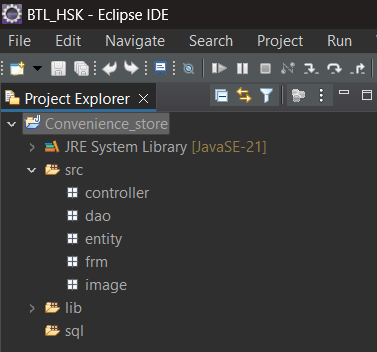 BTL_HSK - Eclipse IDE
File Edit Navigate Search Project Run
Project Explorer
Convenience_store
JRE System Library [JavaSE-21]
src
controller
dao
entity
frm
image
lib
sql